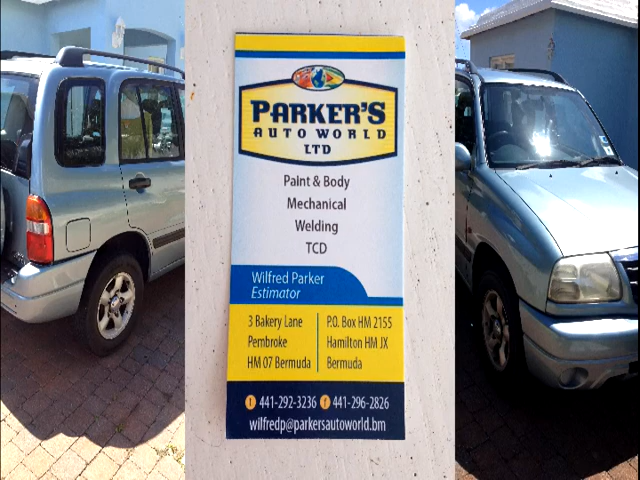 PARKER'S
AUTO WORLD
LTD
Paint & Body
Mechanical
Welding
TCD
Wilfred Parker
Estimator
3 Bakery Lane
Pembroke
HM 07 Bermuda
P.O. Box HM 2155
Hamilton HM JX
Bermuda
t 441-292-3236 f 441-296-2826
wilfredp@parkersautoworld.bm